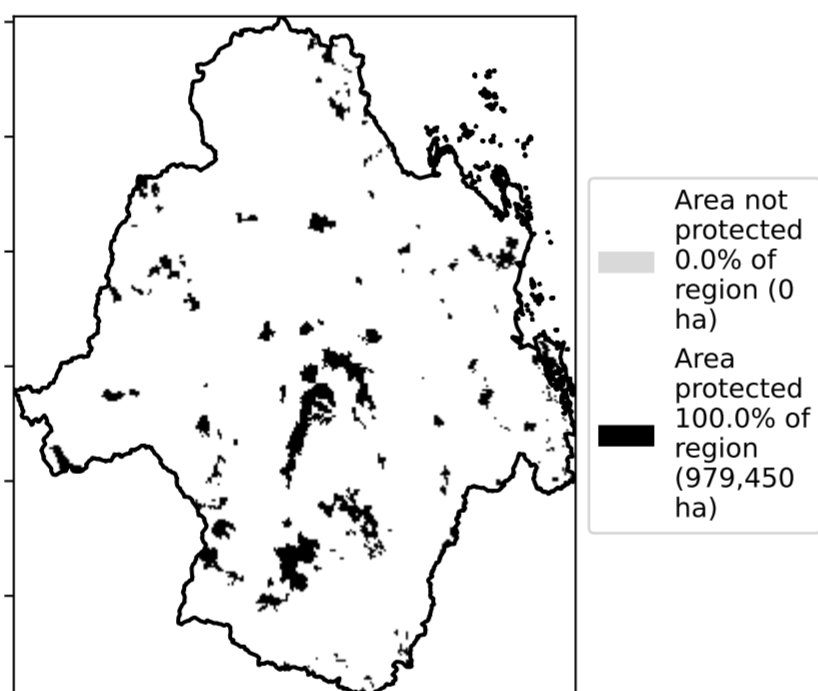 Area not
protected
0.0% of
region (0
ha)
Area
protected
100.0% of
region
(979,450
ha)